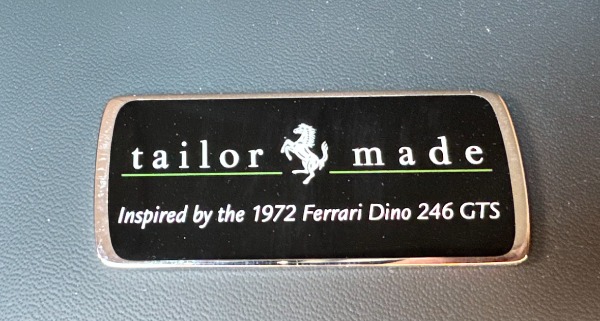 tailor made
Inspired by the 1972 Ferrari Dino 246 GTS